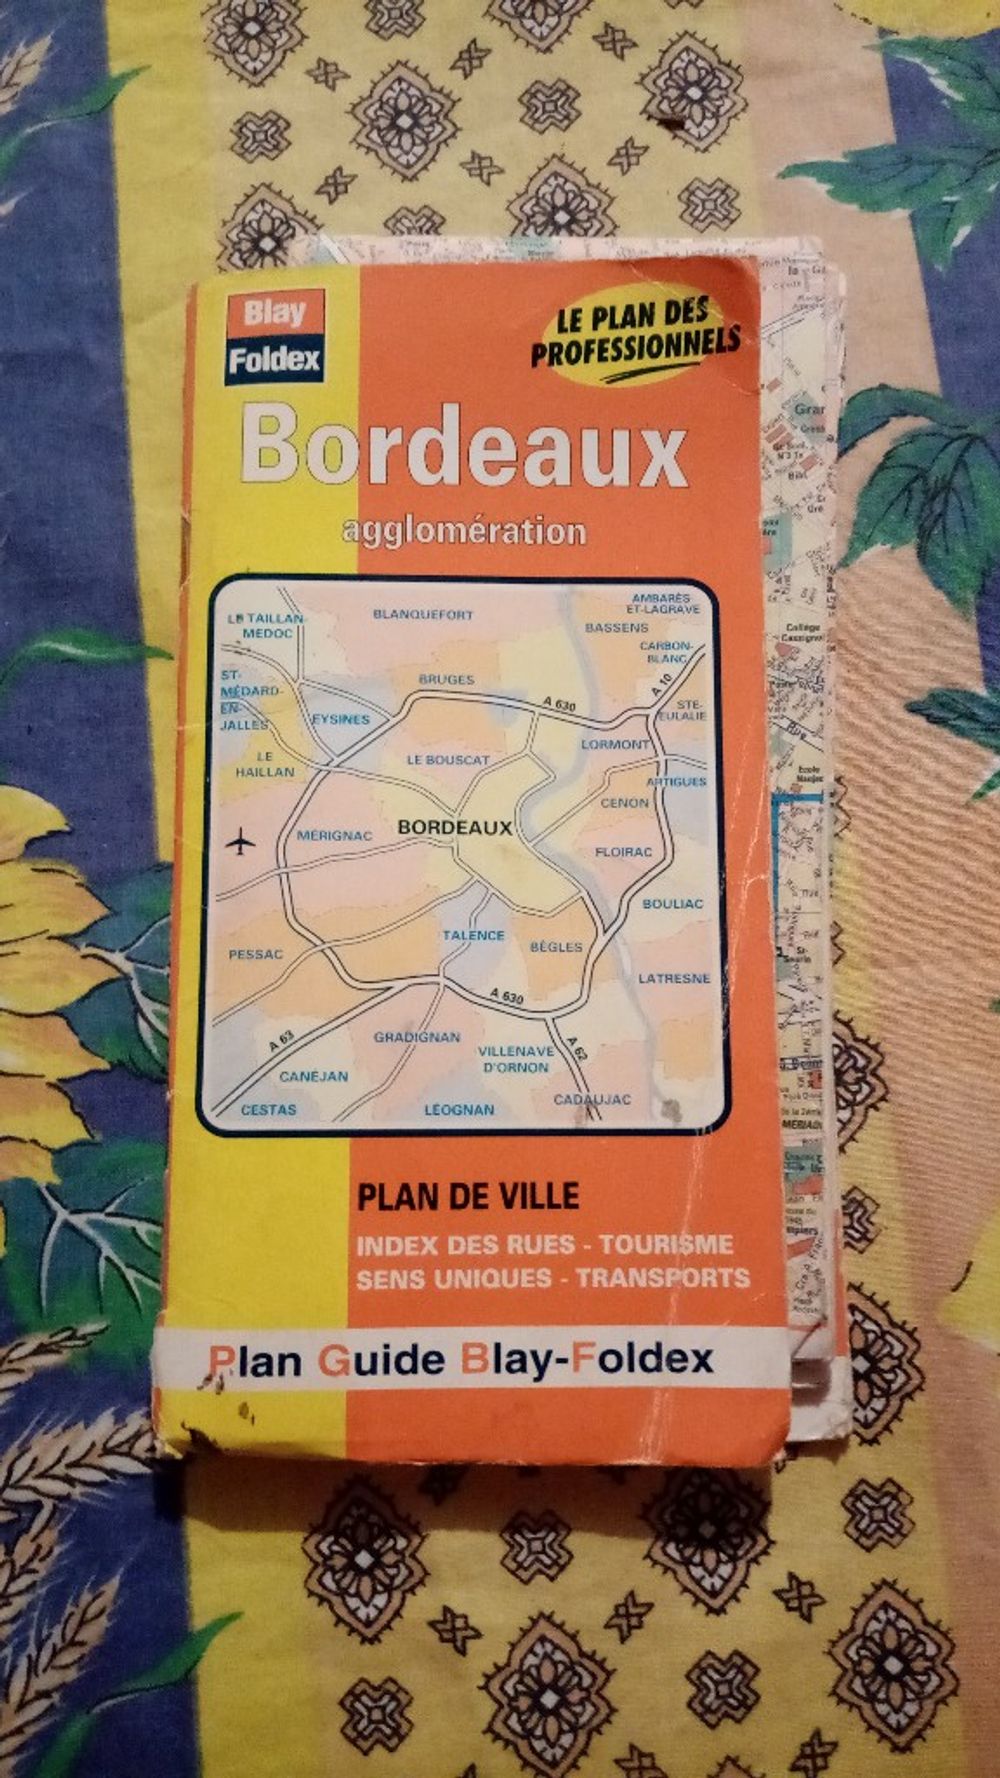 Blay
Foldex
LE PLAN DES
PROFESSIONNELS
Bordeaux
agglomération
LE TAILLAN
MEDOC
BLANQUEFORT
AMBARÈS-
ET-LAGRAVE
BASSENS
CARBON-
BLANC
A 10
ST-
MÉDARD-
EN-
JALLES
BRUGES
A 630
STE-
EULALIE
EYSINES
LORMONT
LE
HAILLAN
LE BOUSCAT
ARTIGUES
CENON
MÉRIGNAC
BORDEAUX
FLOIRAC
BOULIAC
TALENCE
BÈGLES
PESSAC
LATRESNE
A 630
A 63
GRADIGNAN
VILLENAVE
D'ORNON
A 62
CANÉJAN
CESTAS
LÉOGNAN
CADAUJAC
PLAN DE VILLE
INDEX DES RUES - TOURISME
SENS UNIQUES - TRANSPORTS
Plan Guide Blay-Foldex
Collège
Ecole